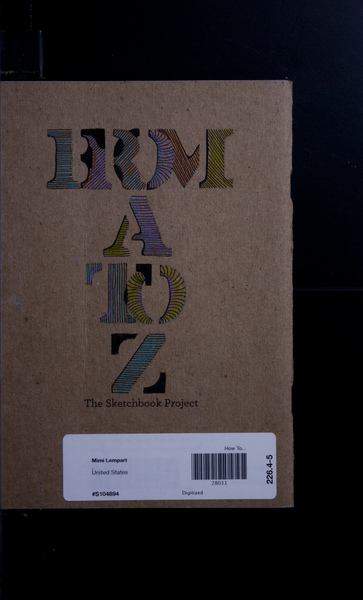 FROM
A
TO
Z
The Sketchbook Project
How To...
Mimi Lempart
United States
28011
#S104894
Digitized
226.4-5